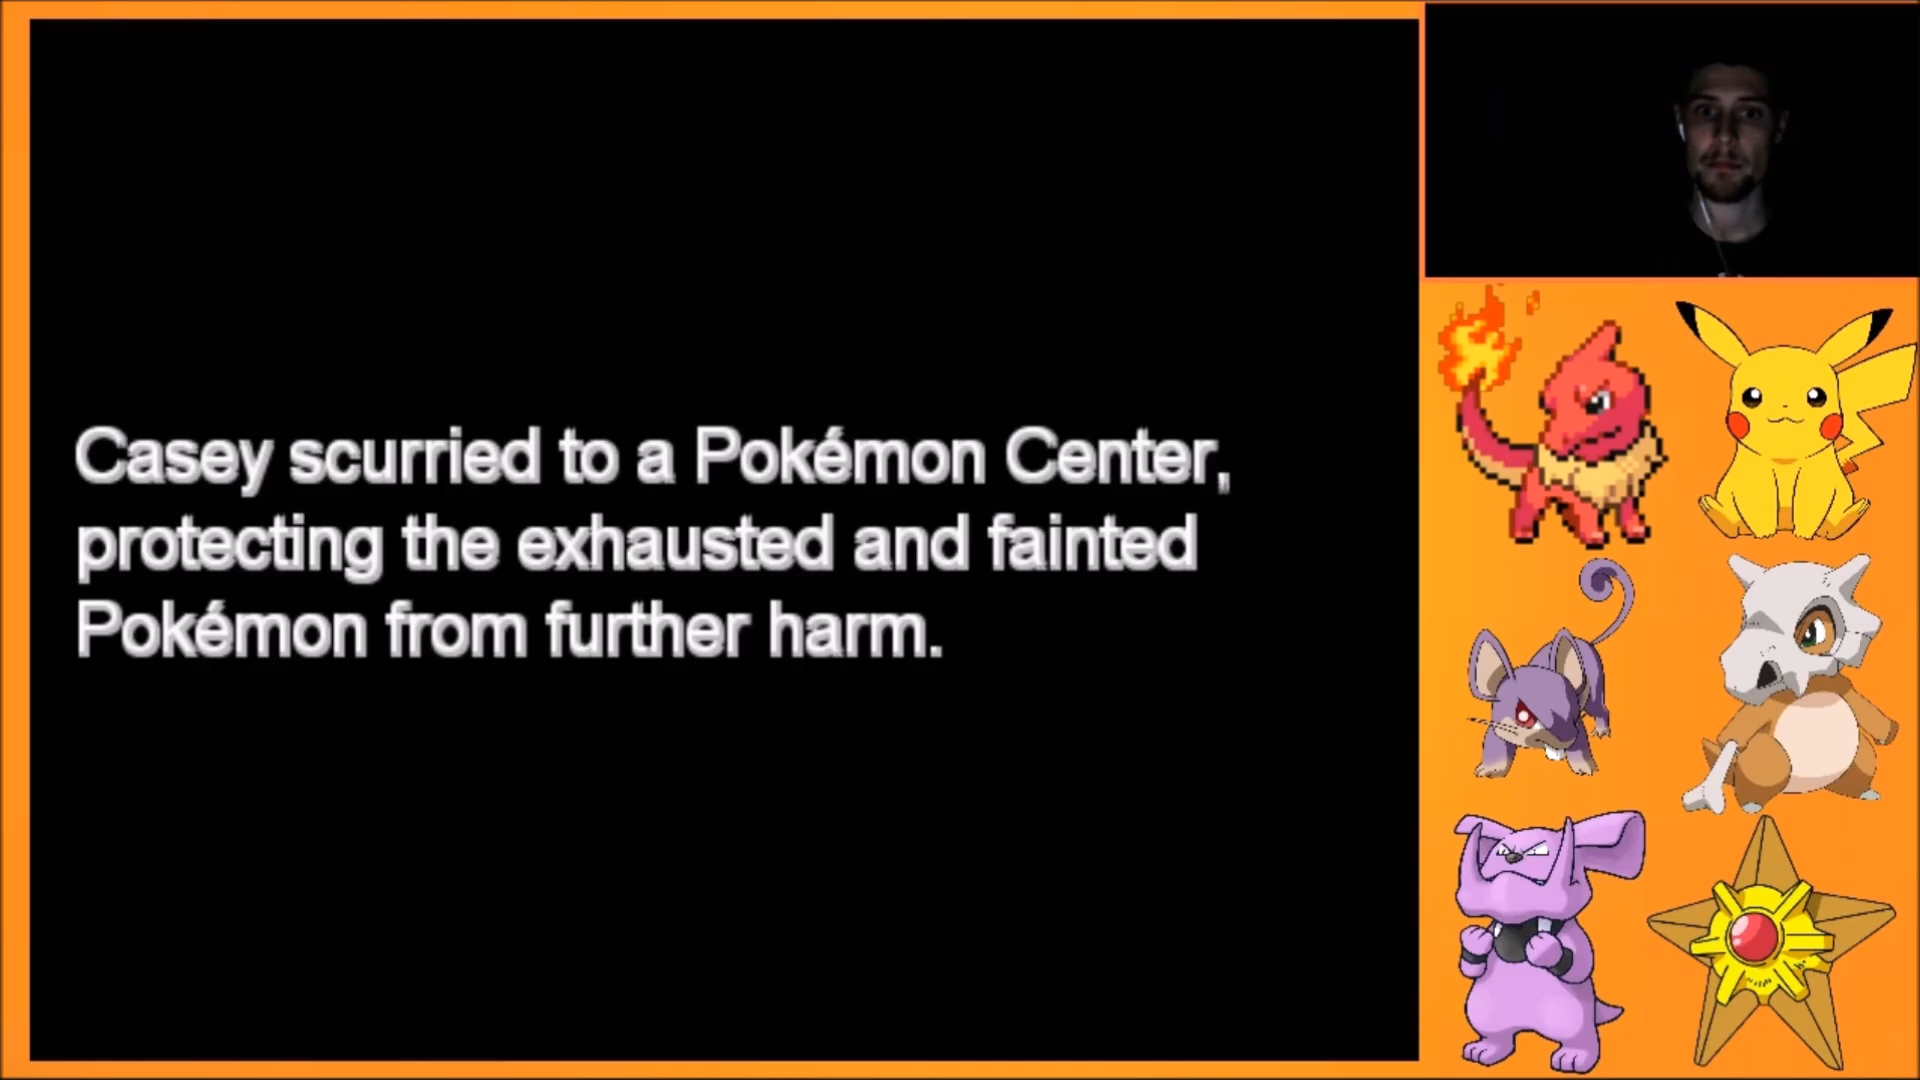 Casey scurried to a Pokémon Center,
protecting the exhausted and fainted
Pokémon from further harm.